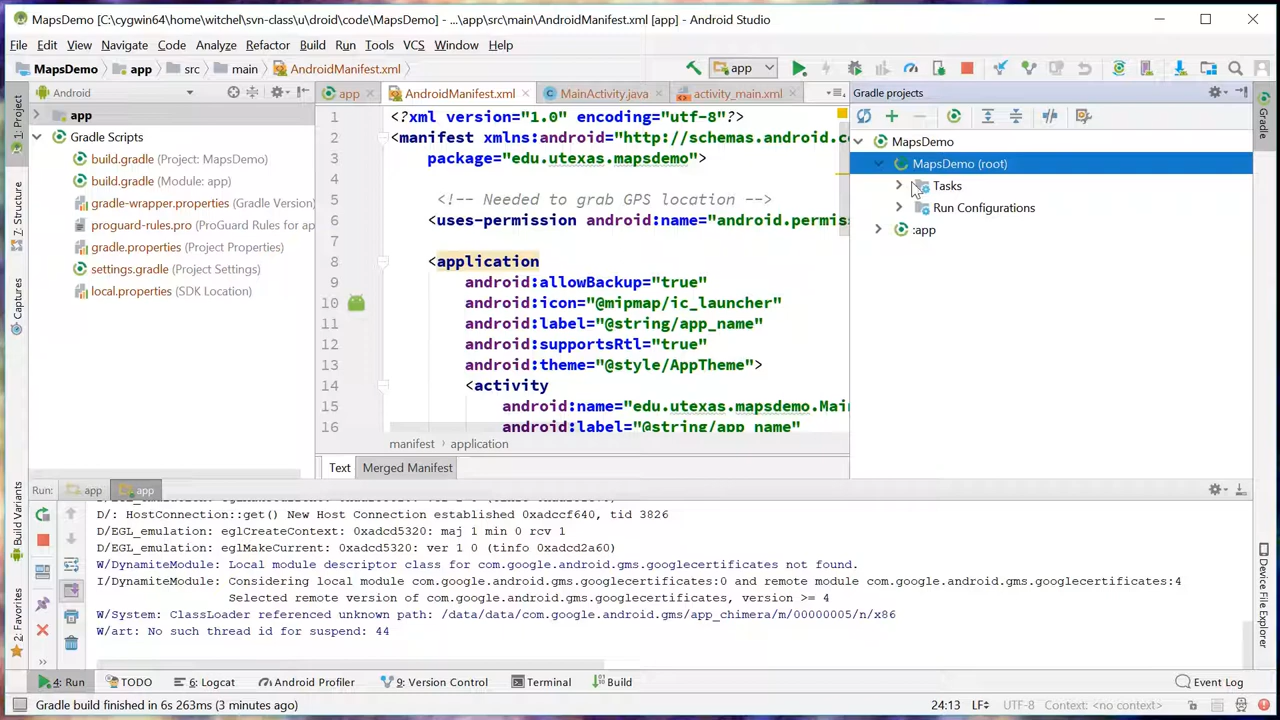 MapsDemo [C:\cygwin64\home\witchel\svn-class\u\droid\code\MapsDemo] - ...\app\src\main\AndroidManifest.xml [app] - Android Studio
File Edit View Navigate Code Analyze Refactor Build Run Tools VCS Window Help
MapsDemo app src main AndroidManifest.xml app
Android
app AndroidManifest.xml MainActivity.java activity_main.xml
Gradle projects
1: Project
Z: Structure
Captures
Build Variants
2: Favorites
app
Gradle Scripts
build.gradle (Project: MapsDemo)
build.gradle (Module: app)
gradle-wrapper.properties (Gradle Version)
proguard-rules.pro (ProGuard Rules for ap
gradle.properties (Project Properties)
settings.gradle (Project Settings)
local.properties (SDK Location)
1 <?xml version="1.0" encoding="utf-8"?>
2 <manifest xmlns:android="http://schemas.android.co
3 package="edu.utexas.mapsdemo">
4
5 <!-- Needed to grab GPS location -->
6 <uses-permission android:name="android.permis
7
8 <application
9 android:allowBackup="true"
10 android:icon="@mipmap/ic_launcher"
11 android:label="@string/app_name"
12 android:supportsRtl="true"
13 android:theme="@style/AppTheme">
14 <activity
15 android:name="edu.utexas.mapsdemo.Mai
16 android:label="@string/app_name"
manifest › application
Text Merged Manifest
MapsDemo
MapsDemo (root)
Tasks
Run Configurations
:app
Gradle
Device File Explorer
Run: app app
D/: HostConnection::get() New Host Connection established 0xadccf640, tid 3826
D/EGL_emulation: eglCreateContext: 0xadcd5320: maj 1 min 0 rcv 1
D/EGL_emulation: eglMakeCurrent: 0xadcd5320: ver 1 0 (tinfo 0xadcd2a60)
W/DynamiteModule: Local module descriptor class for com.google.android.gms.googlecertificates not found.
I/DynamiteModule: Considering local module com.google.android.gms.googlecertificates:0 and remote module com.google.android.gms.googlecertificates:4
Selected remote version of com.google.android.gms.googlecertificates, version >= 4
W/System: ClassLoader referenced unknown path: /data/data/com.google.android.gms/app_chimera/m/00000005/n/x86
W/art: No such thread id for suspend: 44
4: Run TODO 6: Logcat Android Profiler 9: Version Control Terminal Build Event Log
Gradle build finished in 6s 263ms (3 minutes ago) 24:13 LF UTF-8 Context: <no context>